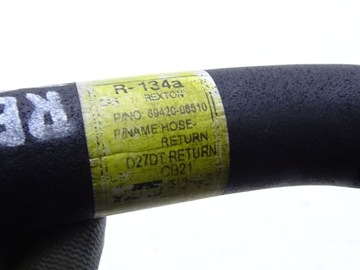 R-134a
CAR REXTON
P/NO 69420-08510
P/NAME HOSE-
RETURN
D27DT RETURN
CB21
RE